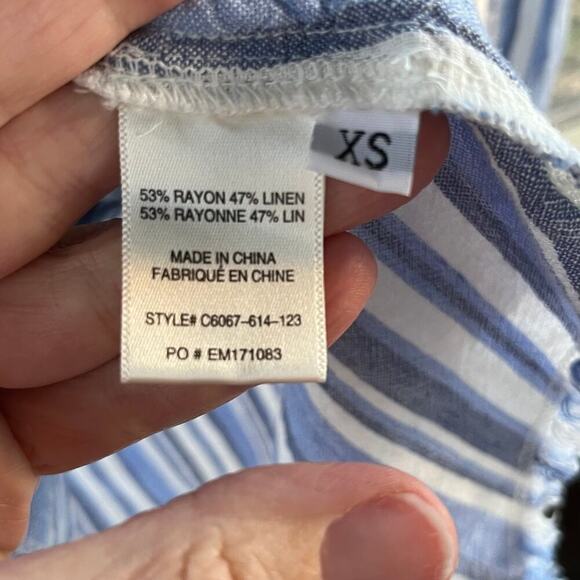 XS
53% RAYON 47% LINEN
53% RAYONNE 47% LIN
MADE IN CHINA
FABRIQUÉ EN CHINE
STYLE# C6067-614-123
PO # EM171083